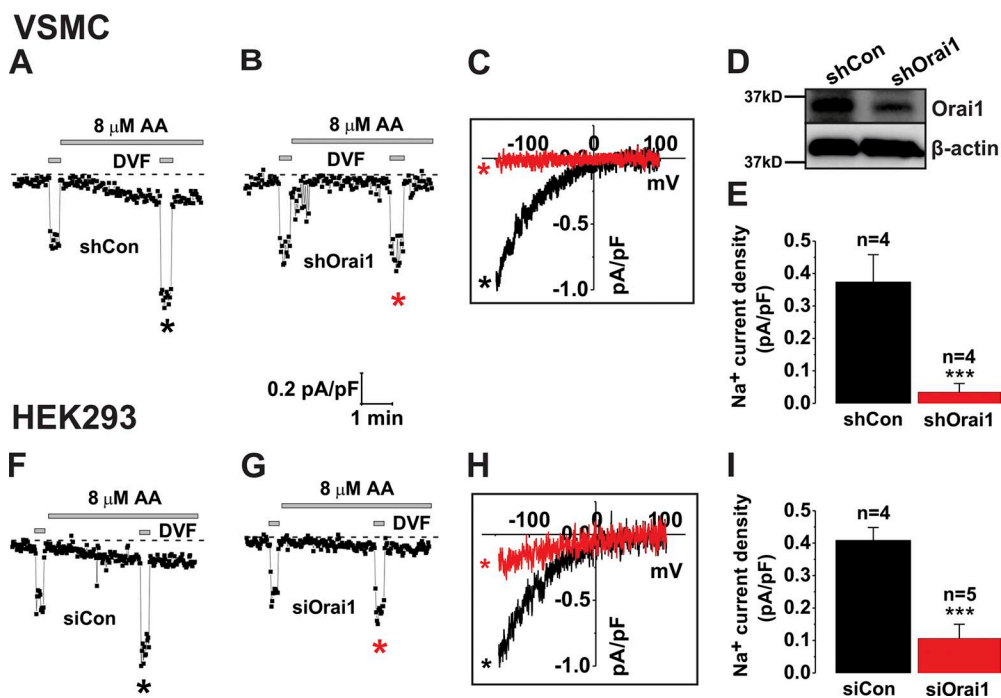 VSMC
A
8 μM AA
DVF
shCon
*
B
8 μM AA
DVF
shOrai1
*
C
-100 0 100
mV
-0.5
-1.0
pA/pF
*
*
D
shCon shOrai1
37kD
Orai1
β-actin
37kD
E
Na+ current density
(pA/pF)
0.5
0.4
0.3
0.2
0.1
0.0
n=4
n=4
***
shCon shOrai1
0.2 pA/pF
1 min
HEK293
F
8 μM AA
DVF
siCon
*
G
8 μM AA
DVF
siOrai1
*
H
-100 0 100
mV
-0.5
-1.0
pA/pF
*
*
I
Na+ current density
(pA/pF)
0.5
0.4
0.3
0.2
0.1
0.0
n=4
n=5
***
siCon siOrai1